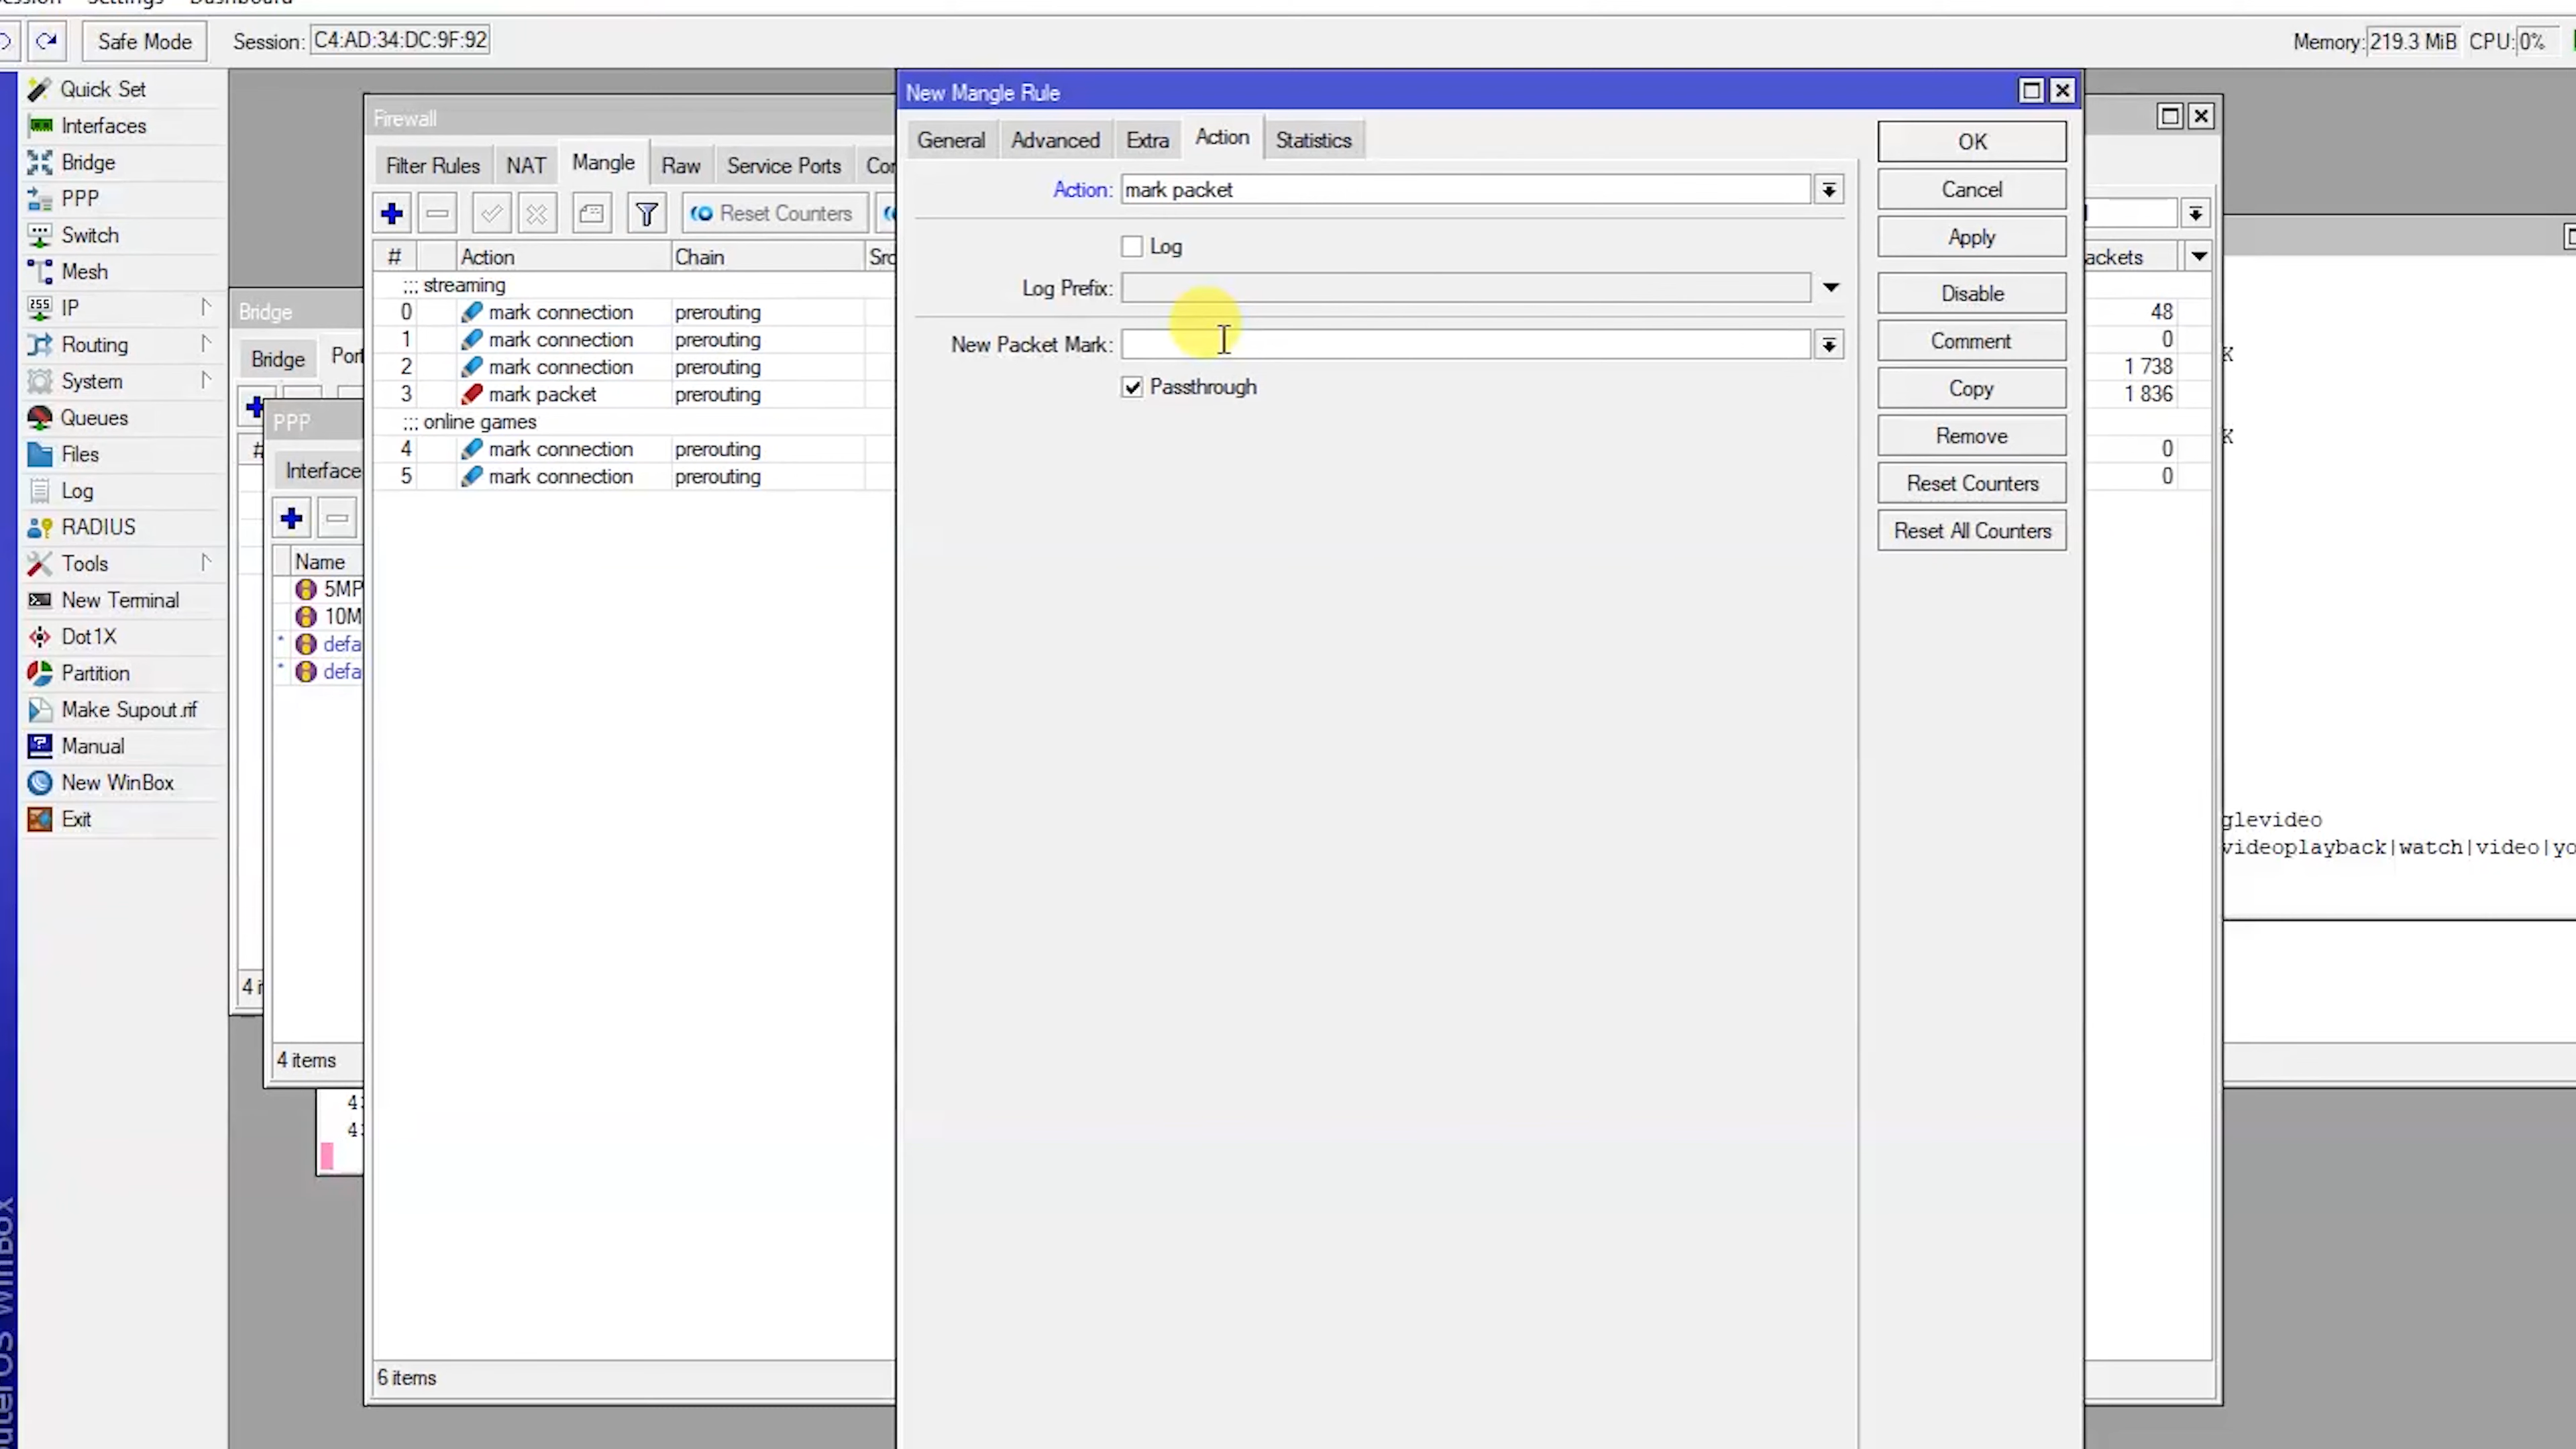 Settings
Dashboard
Safe Mode
Session: C4:AD:34:DC:9F:92
Memory: 219.3 MiB CPU: 0%
Quick Set
Interfaces
Bridge
PPP
Switch
Mesh
IP
Routing
System
Queues
Files
Log
RADIUS
Tools
New Terminal
Dot1X
Partition
Make Supout.rif
Manual
New WinBox
Exit
Bridge
Bridge
#
4
PPP
Interface
Name
5MP
10M
* defa
* defa
4 items
Firewall
Filter Rules NAT Mangle Raw Service Ports
Reset Counters
# Action Chain
::: streaming
0 mark connection prerouting
1 mark connection prerouting
2 mark connection prerouting
3 mark packet prerouting
::: online games
4 mark connection prerouting
5 mark connection prerouting
6 items
New Mangle Rule
General Advanced Extra Action Statistics
Action: mark packet
Log
Log Prefix:
New Packet Mark:
Passthrough
OK
Cancel
Apply
Disable
Comment
Copy
Remove
Reset Counters
Reset All Counters
ackets
48
0
1 738
1 836
0
0
K
K
glevideo
videoplayback|watch|video|yo
WinBox